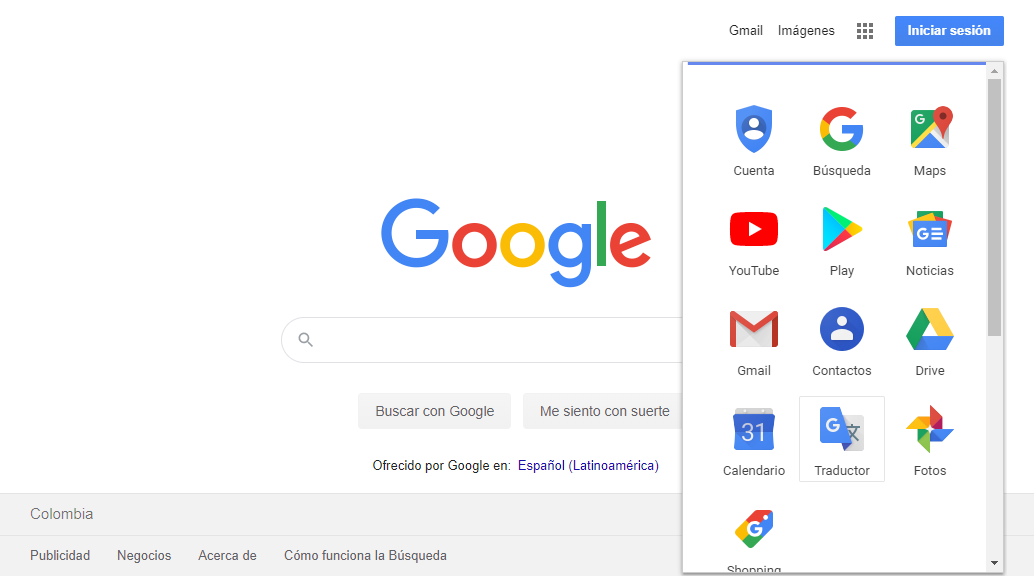 Gmail Imágenes Iniciar sesión
Cuenta Búsqueda Maps
YouTube Play Noticias
Gmail Contactos Drive
31
Calendario Traductor Fotos
Shopping
Google
Buscar con Google Me siento con suerte
Ofrecido por Google en: Español (Latinoamérica)
Colombia
Publicidad Negocios Acerca de Cómo funciona la Búsqueda